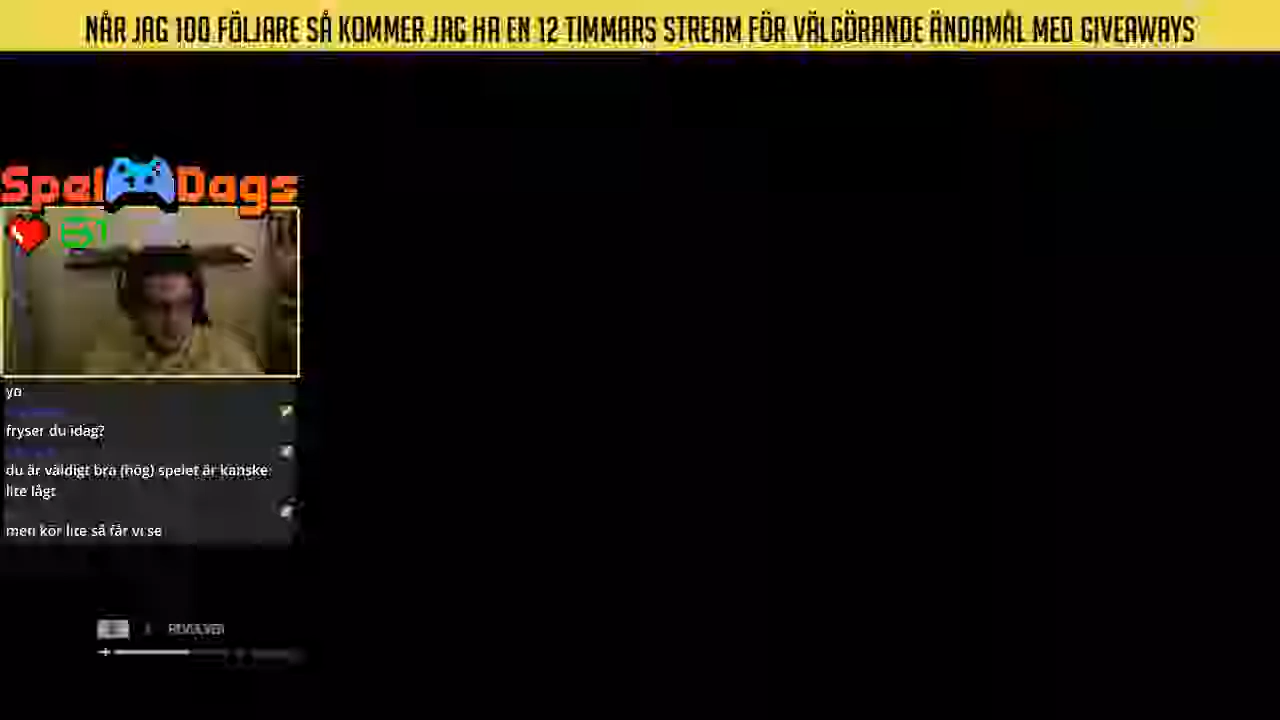 NÄR JAG 100 FÖLJARE SÅ KOMMER JAG HA EN 12 TIMMARS STREAM FÖR VÄLGÖRANDE ÄNDAMÅL MED GIVEAWAYS
Spel Dags
yo
fryser du idag?
du är väldigt bra (hög) spelet är kanske
lite lågt
men kör lite så får vi se
REVOLVER